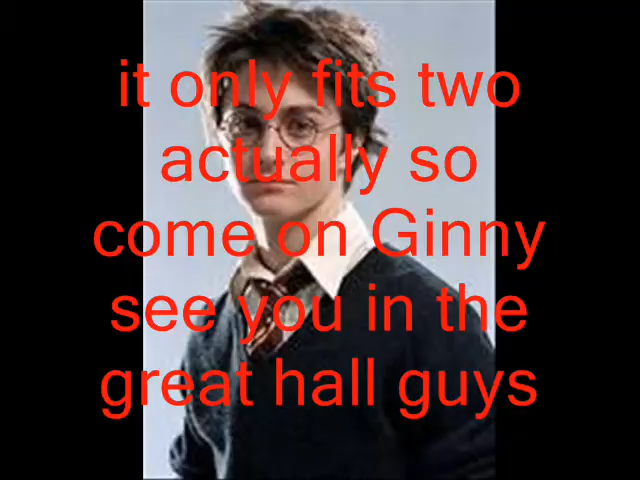 it only fits two
actually so
come on Ginny
see you in the
great hall guys